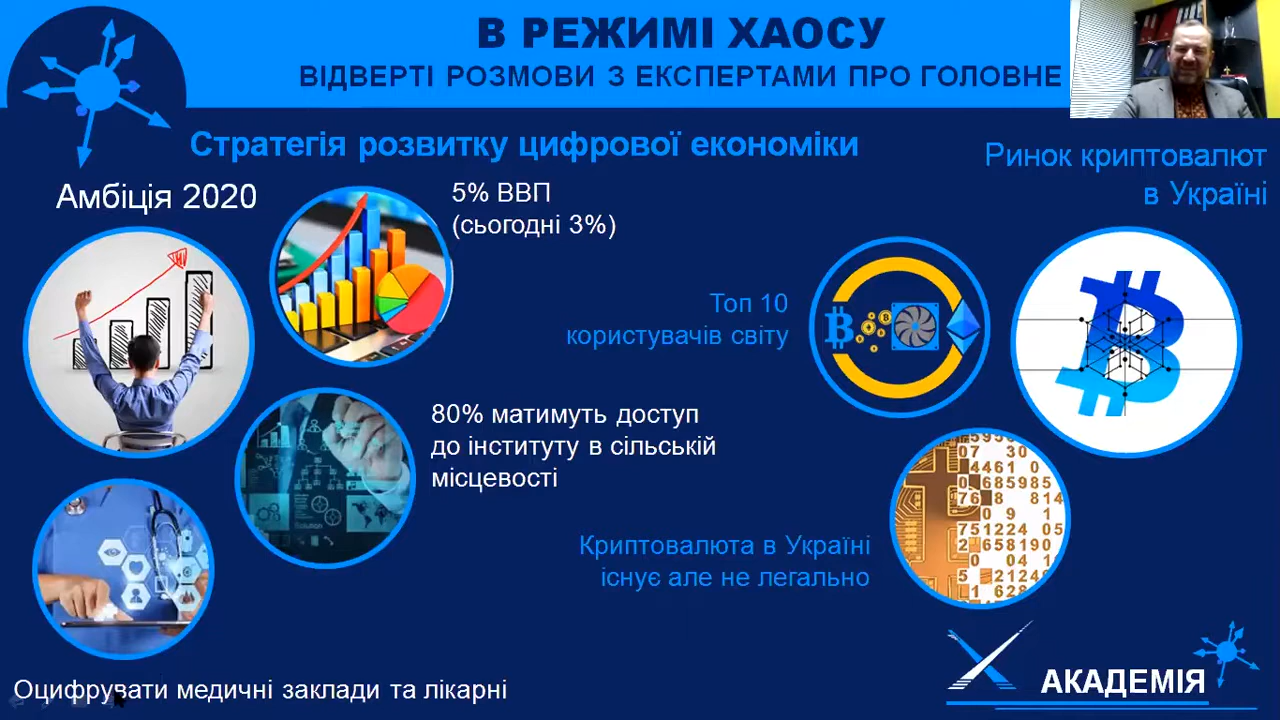 В РЕЖИМІ ХАОСУ
ВІДВЕРТІ РОЗМОВИ З ЕКСПЕРТАМИ ПРО ГОЛОВНЕ
Стратегія розвитку цифрової економіки
Амбіція 2020
5% ВВП
(сьогодні 3%)
80% матимуть доступ
до інституту в сільській
місцевості
Оцифрувати медичні заклади та лікарні
Ринок криптовалют
в Україні
Топ 10
користувачів світу
Криптовалюта в Україні
існує але не легально
АКАДЕМІЯ